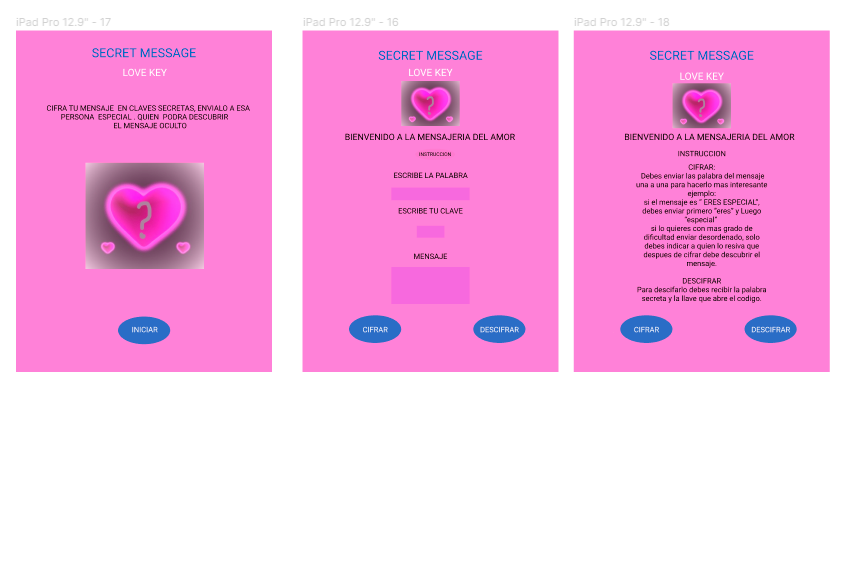 iPad Pro 12.9" - 17
SECRET MESSAGE
LOVE KEY
CIFRA TU MENSAJE EN CLAVES SECRETAS, ENVIALO A ESA
PERSONA ESPECIAL . QUIEN PODRA DESCUBRIR
EL MENSAJE OCULTO
?
INICIAR
iPad Pro 12.9" - 16
SECRET MESSAGE
LOVE KEY
?
BIENVENIDO A LA MENSAJERIA DEL AMOR
INSTRUCCION
ESCRIBE LA PALABRA
ESCRIBE TU CLAVE
MENSAJE
CIFRAR
DESCIFRAR
iPad Pro 12.9" - 18
SECRET MESSAGE
LOVE KEY
?
BIENVENIDO A LA MENSAJERIA DEL AMOR
INSTRUCCION
CIFRAR:
Debes enviar las palabra del mensaje
una a una para hacerlo mas interesante
ejemplo:
si el mensaje es " ERES ESPECIAL",
debes enviar primero "eres" y Luego
"especial"
si lo quieres con mas grado de
dificultad enviar desordenado, solo
debes indicar a quien lo resiva que
despues de cifrar debe descubrir el
mensaje.
DESCIFRAR
Para descifarlo debes recibir la palabra
secreta y la llave que abre el codigo.
CIFRAR
DESCIFRAR